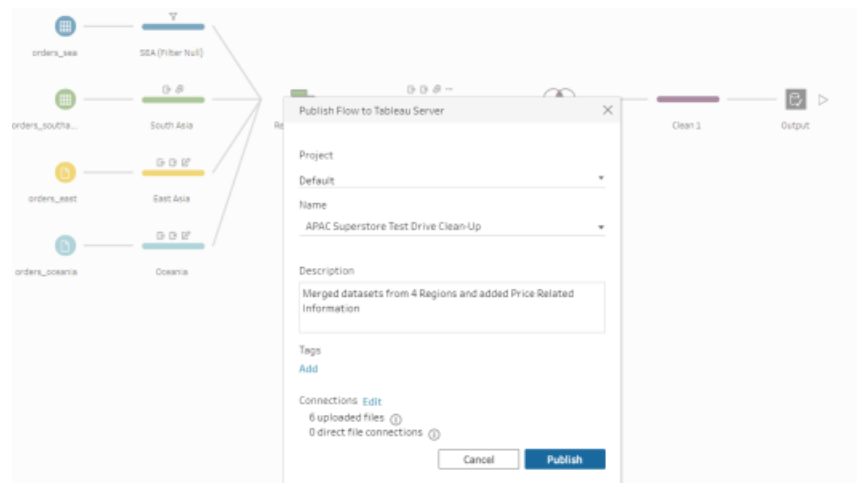 orders_sea
SEA (Filter Null)
orders_southa...
South Asia
Re
orders_east
East Asia
orders_oceania
Oceania
Publish Flow to Tableau Server
Project
Default
Name
APAC Superstore Test Drive Clean-Up
Description
Merged datasets from 4 Regions and added Price Related
Information
Tags
Add
Connections Edit
6 uploaded files
0 direct file connections
Cancel
Publish
Clean 1
Output